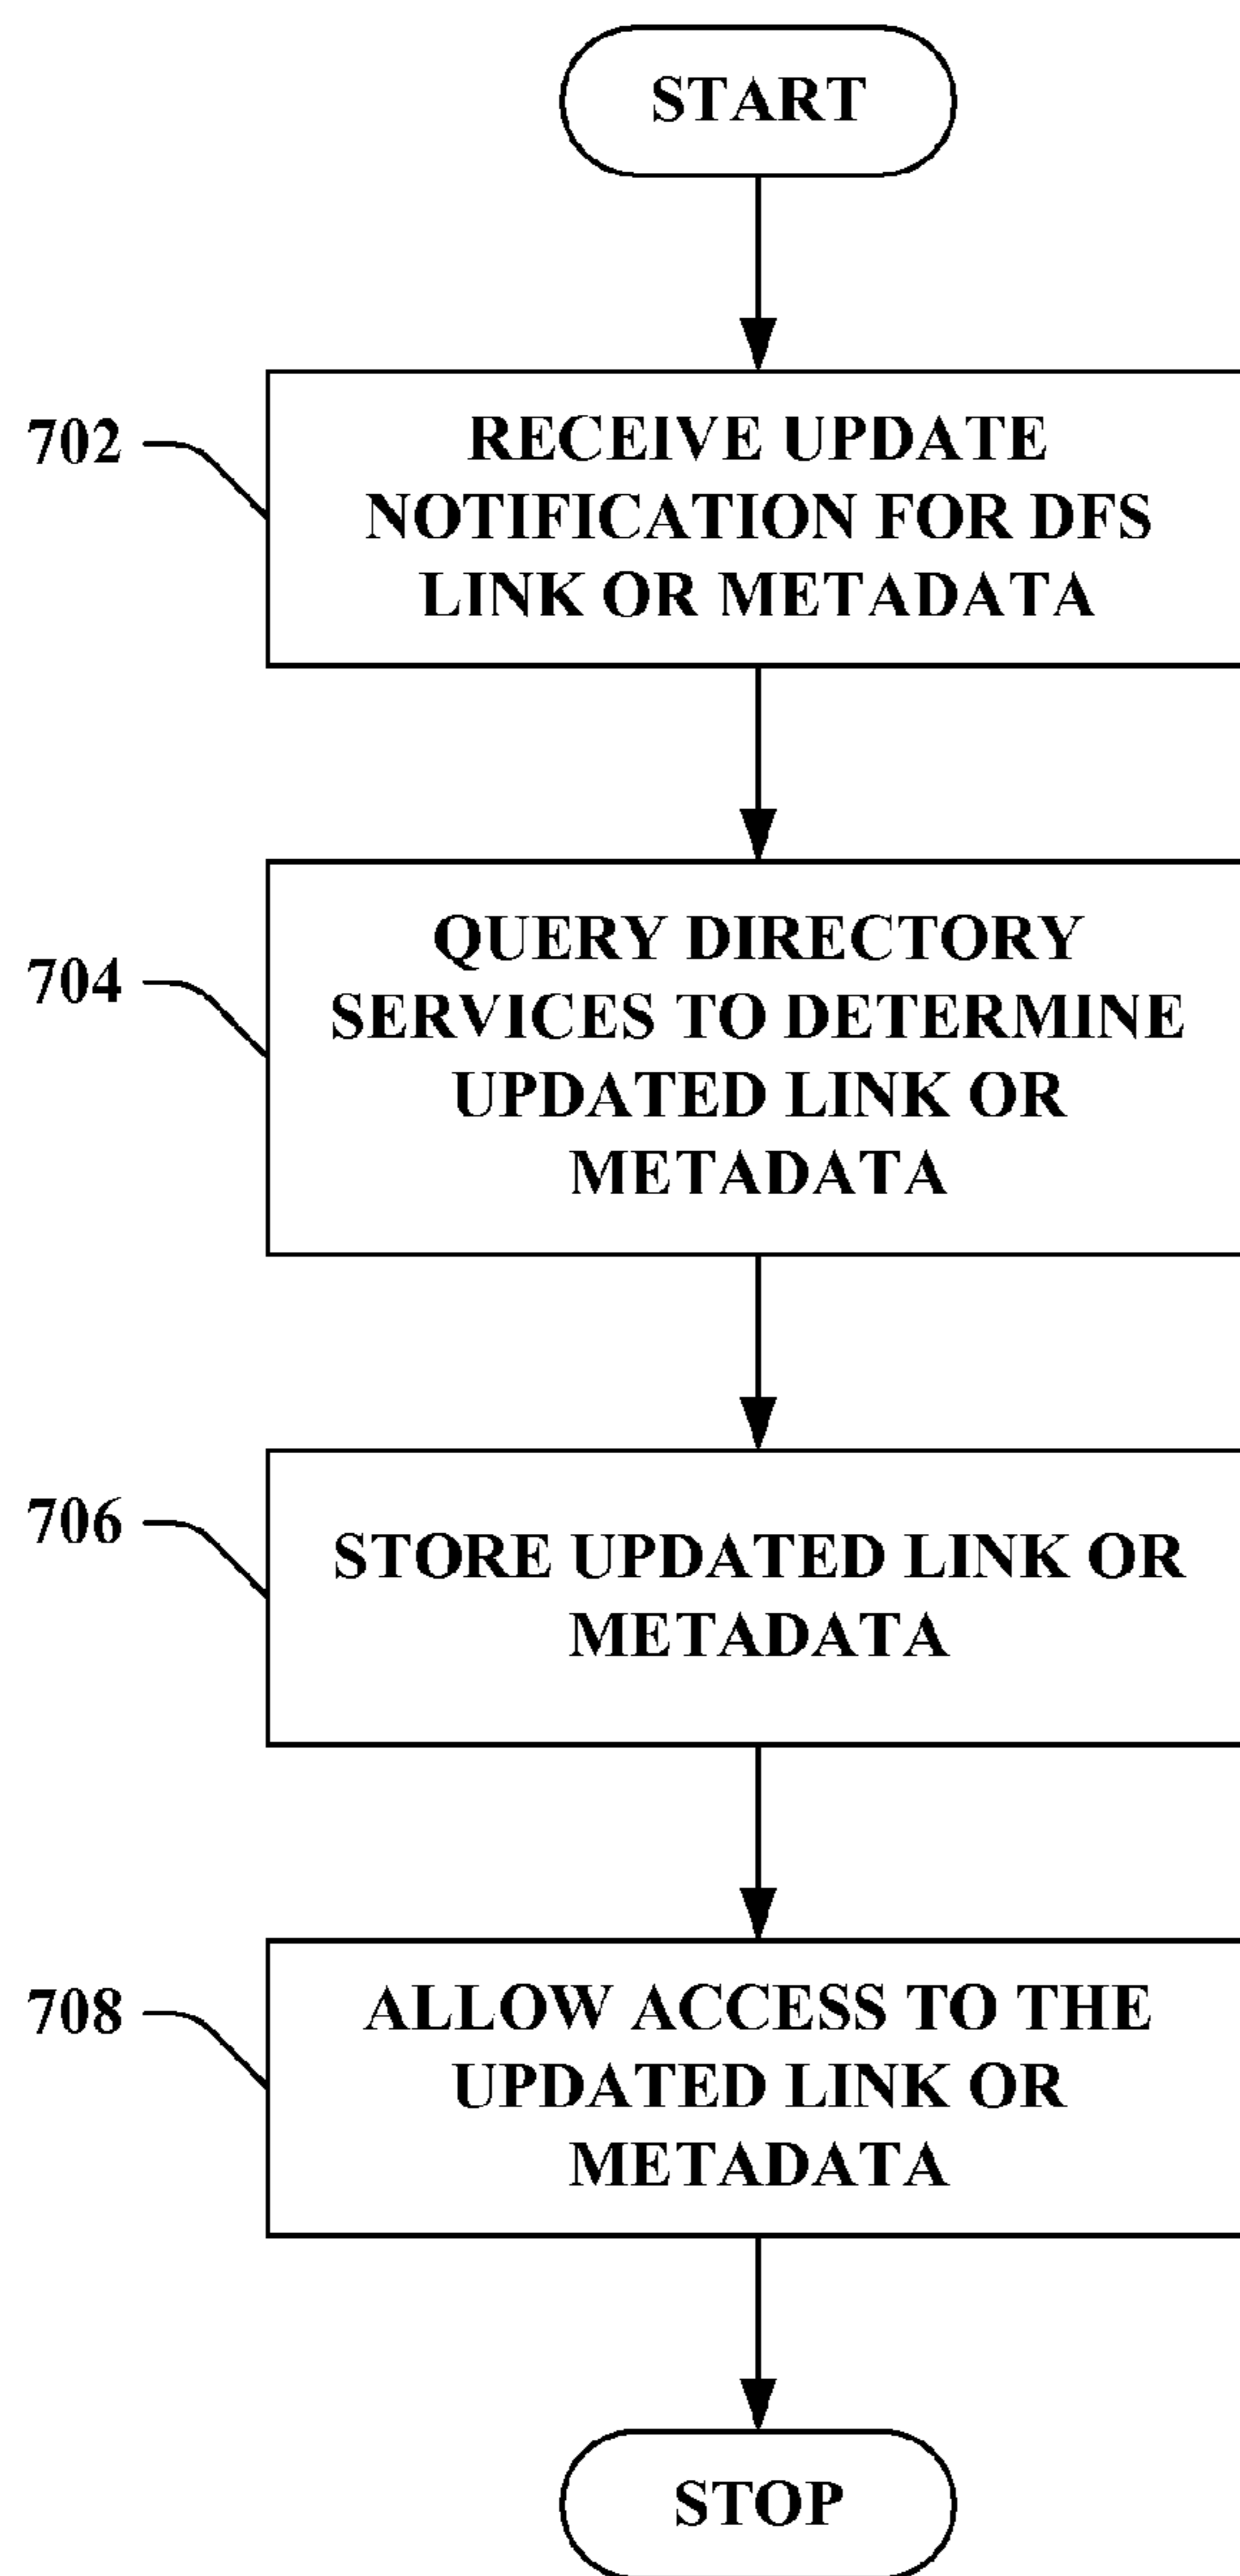 START
702
RECEIVE UPDATE
NOTIFICATION FOR DFS
LINK OR METADATA
704
QUERY DIRECTORY
SERVICES TO DETERMINE
UPDATED LINK OR
METADATA
706
STORE UPDATED LINK OR
METADATA
708
ALLOW ACCESS TO THE
UPDATED LINK OR
METADATA
STOP